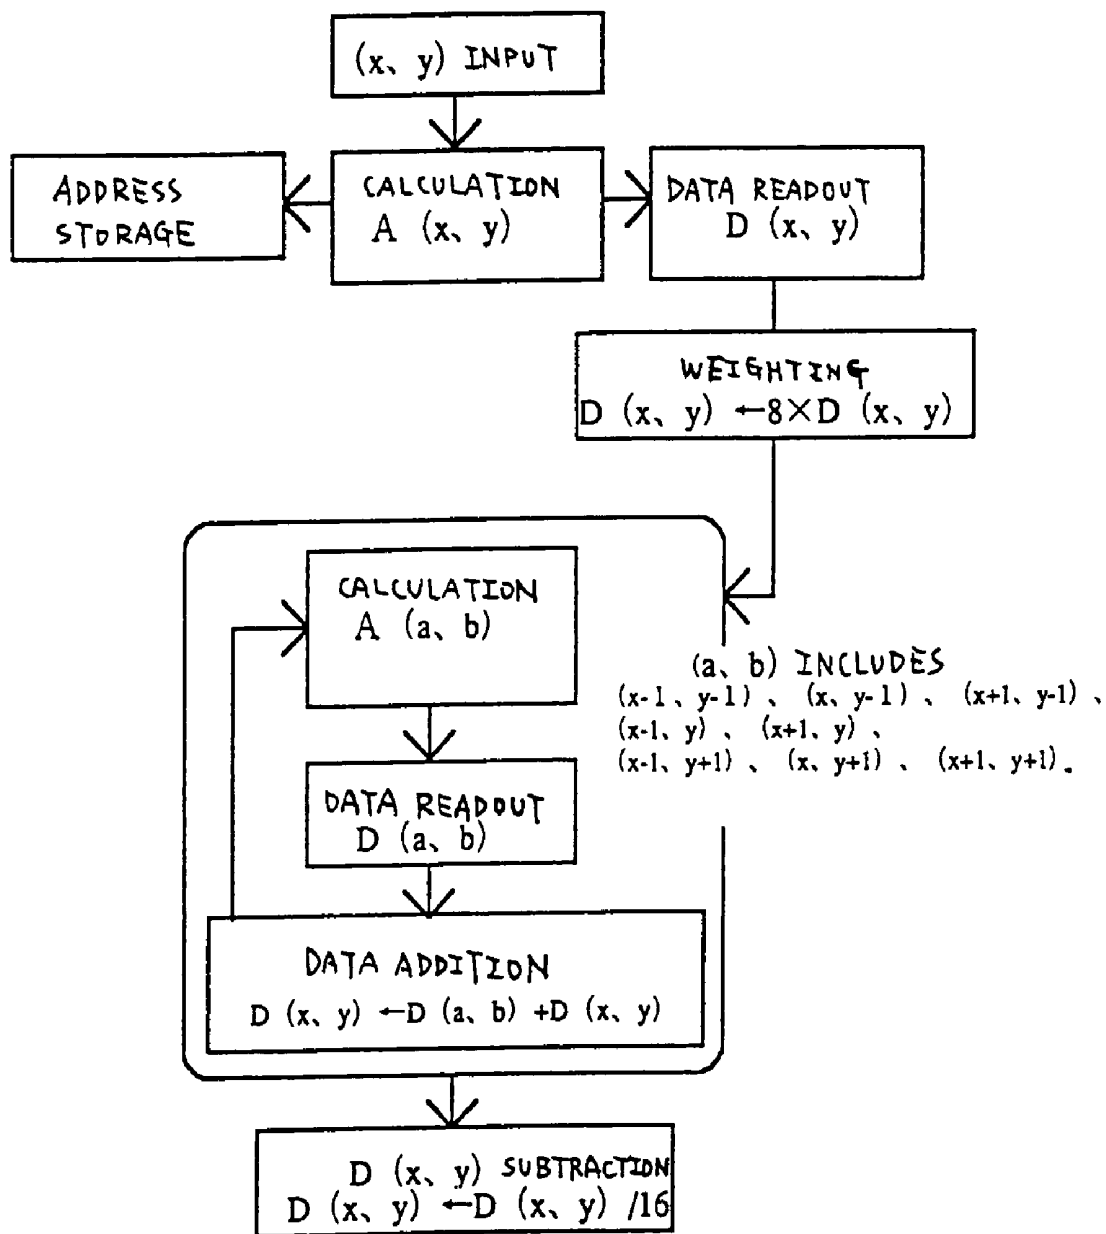 (x、y) INPUT
ADDRESS
STORAGE
CALCULATION
A (x、y)
DATA READOUT
D (x、y)
WEIGHTING
D (x、y) ←8×D (x、y)
CALCULATION
A (a、b)
(a、b) INCLUDES
(x-1、y-1) 、 (x、y-1) 、 (x+1、y-1) 、
(x-1、y) 、 (x+1、y) 、
(x-1、y+1) 、 (x、y+1) 、 (x+1、y+1) .
DATA READOUT
D (a、b)
DATA ADDITION
D (x、y) ←D (a、b) +D (x、y)
D (x、y) SUBTRACTION
D (x、y) ←D (x、y) /16